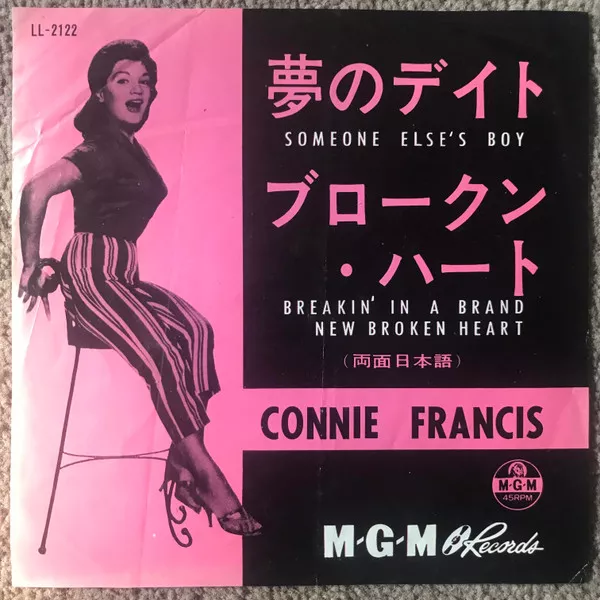 LL-2122
夢のデイト
SOMEONE ELSE'S BOY
ブロークン
・ハート
BREAKIN' IN A BRAND
NEW BROKEN HEART
(両面日本語)
CONNIE FRANCIS
M-G-M
45RPM
M-G-M Records